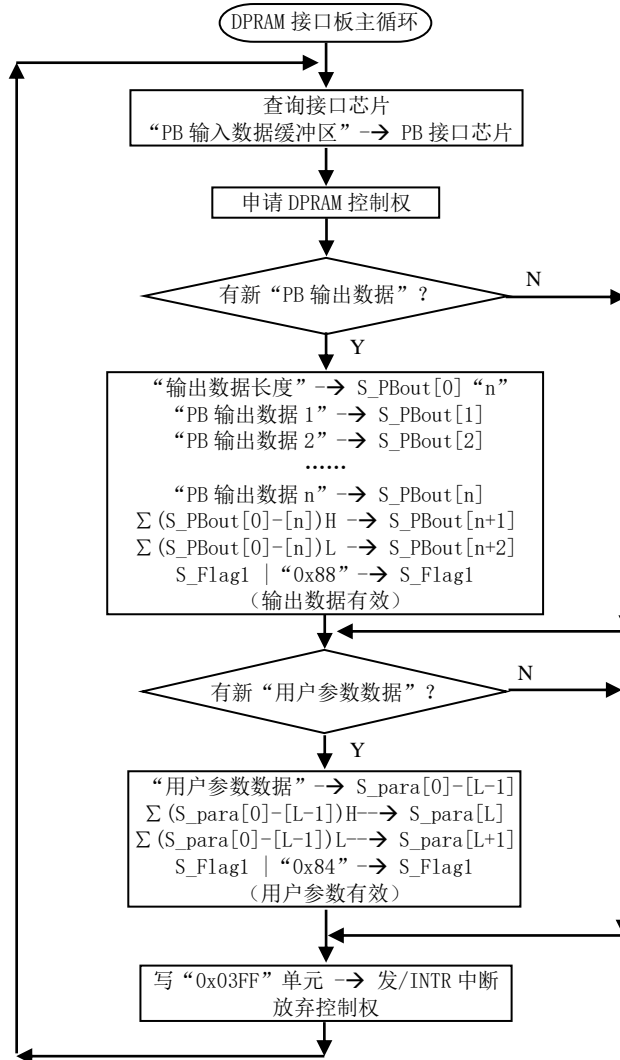 DPRAM 接口板主循环
查询接口芯片
“PB 输入数据缓冲区”-→ PB 接口芯片
申请 DPRAM 控制权
有新“PB 输出数据”？
N
Y
“输出数据长度”-→ S_PBout[0] “n”
“PB 输出数据 1”-→ S_PBout[1]
“PB 输出数据 2”-→ S_PBout[2]
……
“PB 输出数据 n”-→ S_PBout[n]
∑(S_PBout[0]-[n])H -→ S_PBout[n+1]
∑(S_PBout[0]-[n])L -→ S_PBout[n+2]
S_Flag1 | “0x88”-→ S_Flag1
（输出数据有效）
有新“用户参数数据”？
N
Y
“用户参数数据”-→ S_para[0]-[L-1]
∑(S_para[0]-[L-1])H--→ S_para[L]
∑(S_para[0]-[L-1])L--→ S_para[L+1]
S_Flag1 | “0x84”-→ S_Flag1
（用户参数有效）
写“0x03FF”单元 -→ 发/INTR 中断
放弃控制权